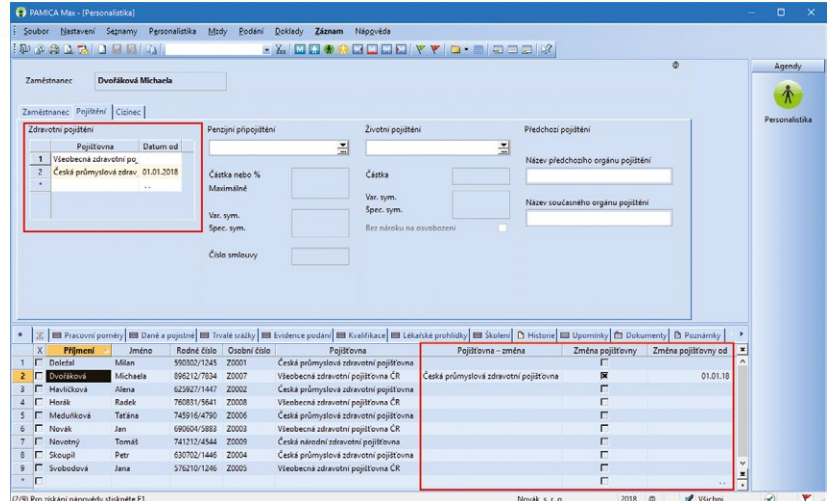 PAMICA Max - [Personalistika]
Soubor Nastavení Seznamy Personalistika Mzdy Podání Doklady Záznam Nápověda
Agendy
Personalistika
Zaměstnanec Dvořáková Michaela
Zaměstnanec Pojištění Cizinec
Zdravotní pojištění Penzijní připojištění Životní pojištění Předchozí pojištění
Pojišťovna Datum od
1 Všeobecná zdravotní po
2 Česká průmyslová zdrav 01.01.2018
* . .
Částka nebo %
Maximálně
Částka
Název předchozího orgánu pojištění
Var. sym.
Spec. sym.
Var. sym.
Špec. sym.
Název současného orgánu pojištění
Bez nároku na osvobození
Číslo smlouvy
* Pracovní poměry Daně a pojistné Trvalé srážky Evidence podání Kvalifikace Lékařské prohlídky Školení Historie Upomínky Dokumenty Poznámky
X Příjmení Jméno Rodné číslo Osobní číslo Pojišťovna Pojišťovna – změna Změna pojišťovny Změna pojišťovny od
1 Doležal Milan 590302/1245 Z0001 Česká průmyslová zdravotní pojišťovna
2 Dvořáková Michaela 896212/7834 Z0007 Všeobecná zdravotní pojišťovna ČR Česká průmyslová zdravotní pojišťovna 01.01.18
3 Havlíčková Alena 625927/1447 Z0002 Česká průmyslová zdravotní pojišťovna
4 Horák Radek 760831/5641 Z0008 Všeobecná zdravotní pojišťovna ČR
5 Meduňková Taťána 745916/4790 Z0006 Česká průmyslová zdravotní pojišťovna
6 Novák Jan 690604/5883 Z0003 Všeobecná zdravotní pojišťovna ČR
7 Novotný Tomáš 741212/4544 Z0009 Česká národní zdravotní pojišťovna
8 Skoupil Petr 630702/1446 Z0004 Česká průmyslová zdravotní pojišťovna
9 Svobodová Jana 576210/1246 Z0005 Všeobecná zdravotní pojišťovna ČR
* . .
(2/9) Pro získání nápovědy stiskněte F1. Novák s. r. o. 2018 @ Všichni